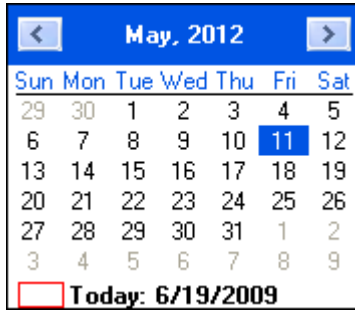 May, 2012
Sun Mon Tue Wed Thu Fri Sat
29 30 1 2 3 4 5
6 7 8 9 10 11 12
13 14 15 16 17 18 19
20 21 22 23 24 25 26
27 28 29 30 31 1 2
3 4 5 6 7 8 9
Today: 6/19/2009